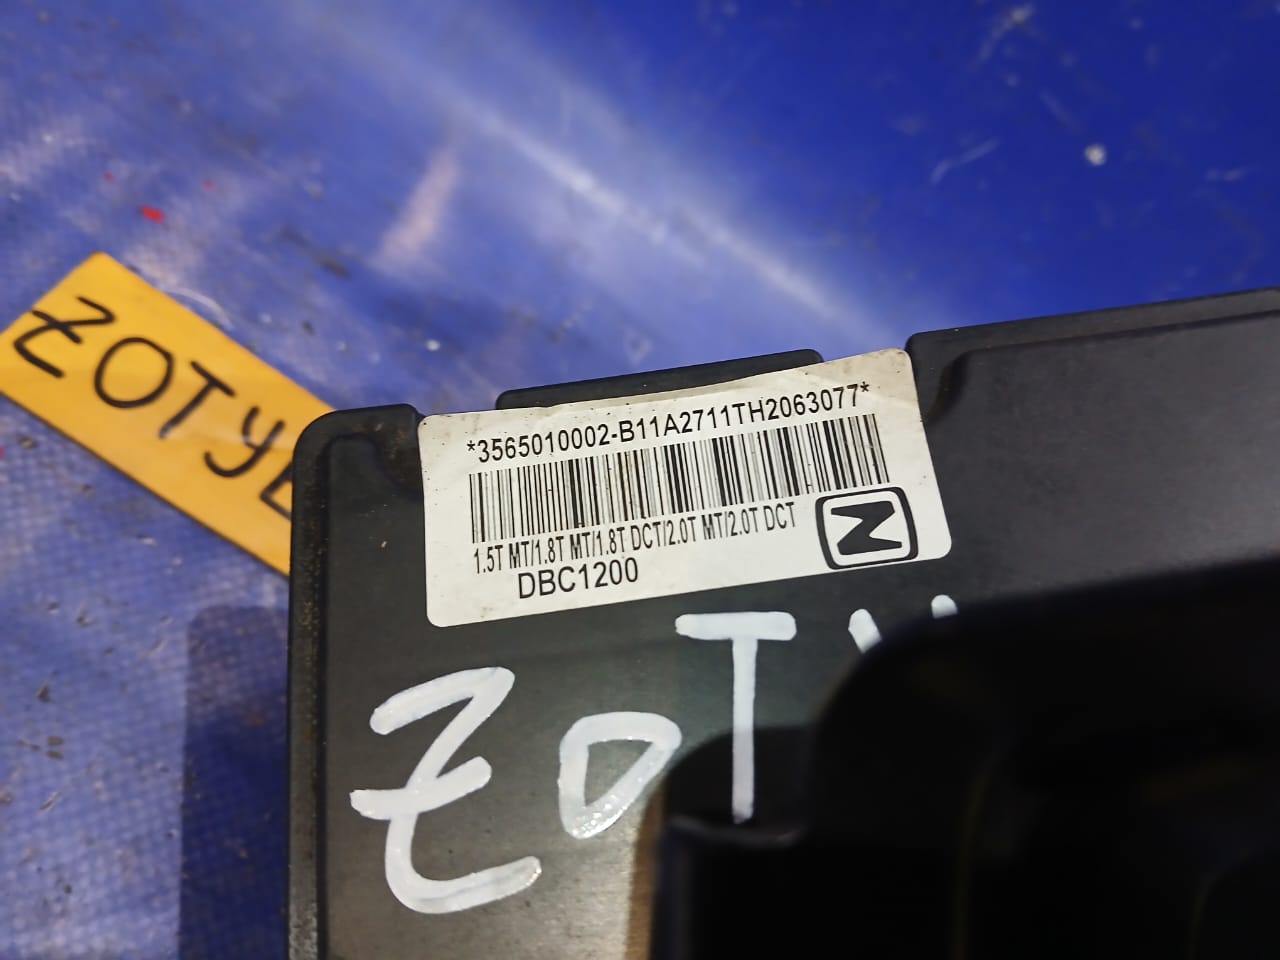 ZOTYE
*3565010002-B11A2711TH2063077*
1.5T MT/1.8T MT/1.8T DCT/2.0T MT/2.0T DCT
DBC1200
ZOTY